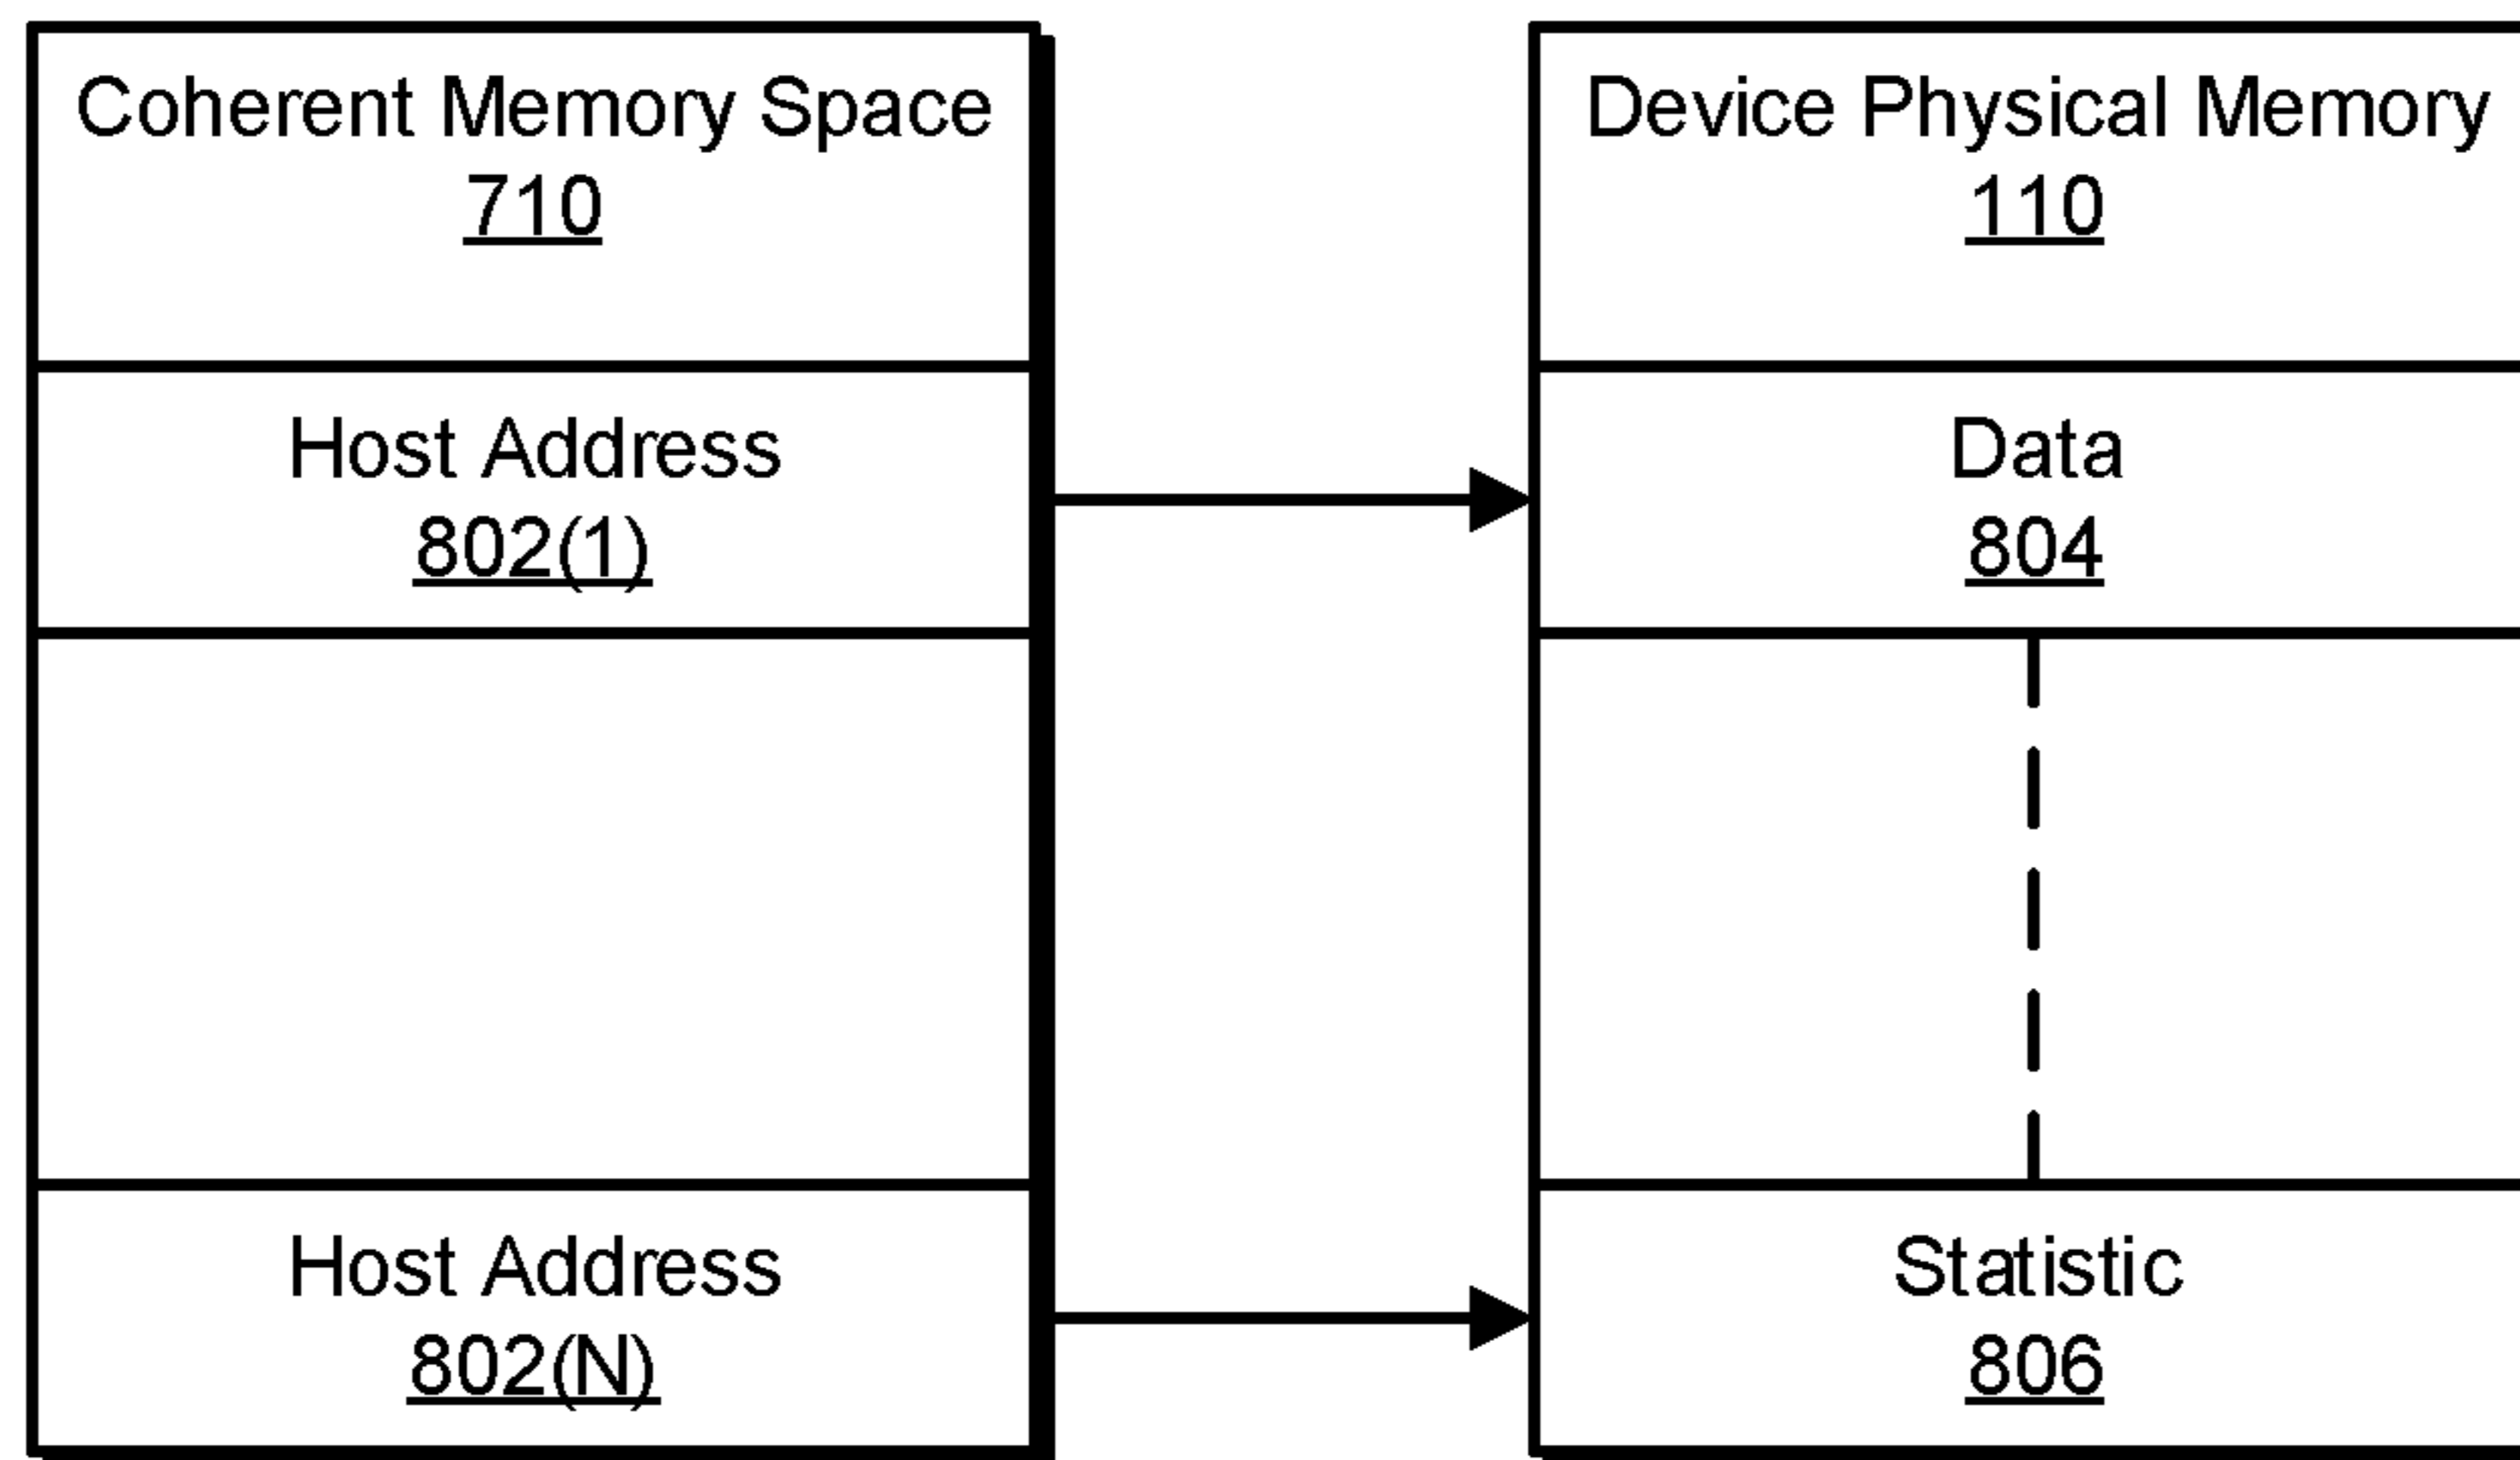 Coherent Memory Space
710
Host Address
802(1)
Host Address
802(N)
Device Physical Memory
110
Data
804
Statistic
806